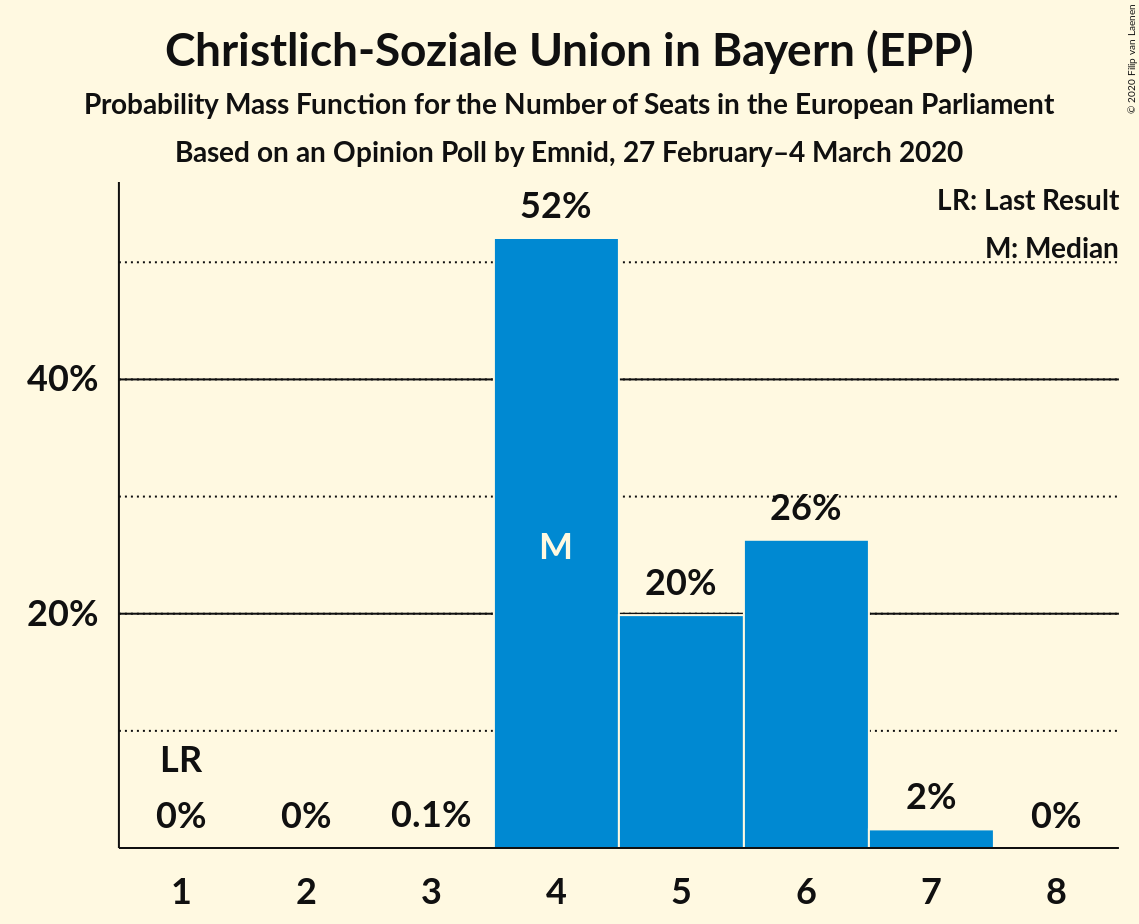 Christlich-Soziale Union in Bayern (EPP)
Probability Mass Function for the Number of Seats in the European Parliament
Based on an Opinion Poll by Emnid, 27 February–4 March 2020
© 2020 Filip van Laenen
LR: Last Result
M: Median
52%
40%
26%
M
20%
20%
LR
0%
0%
0.1%
2%
0%
1 2 3 4 5 6 7 8